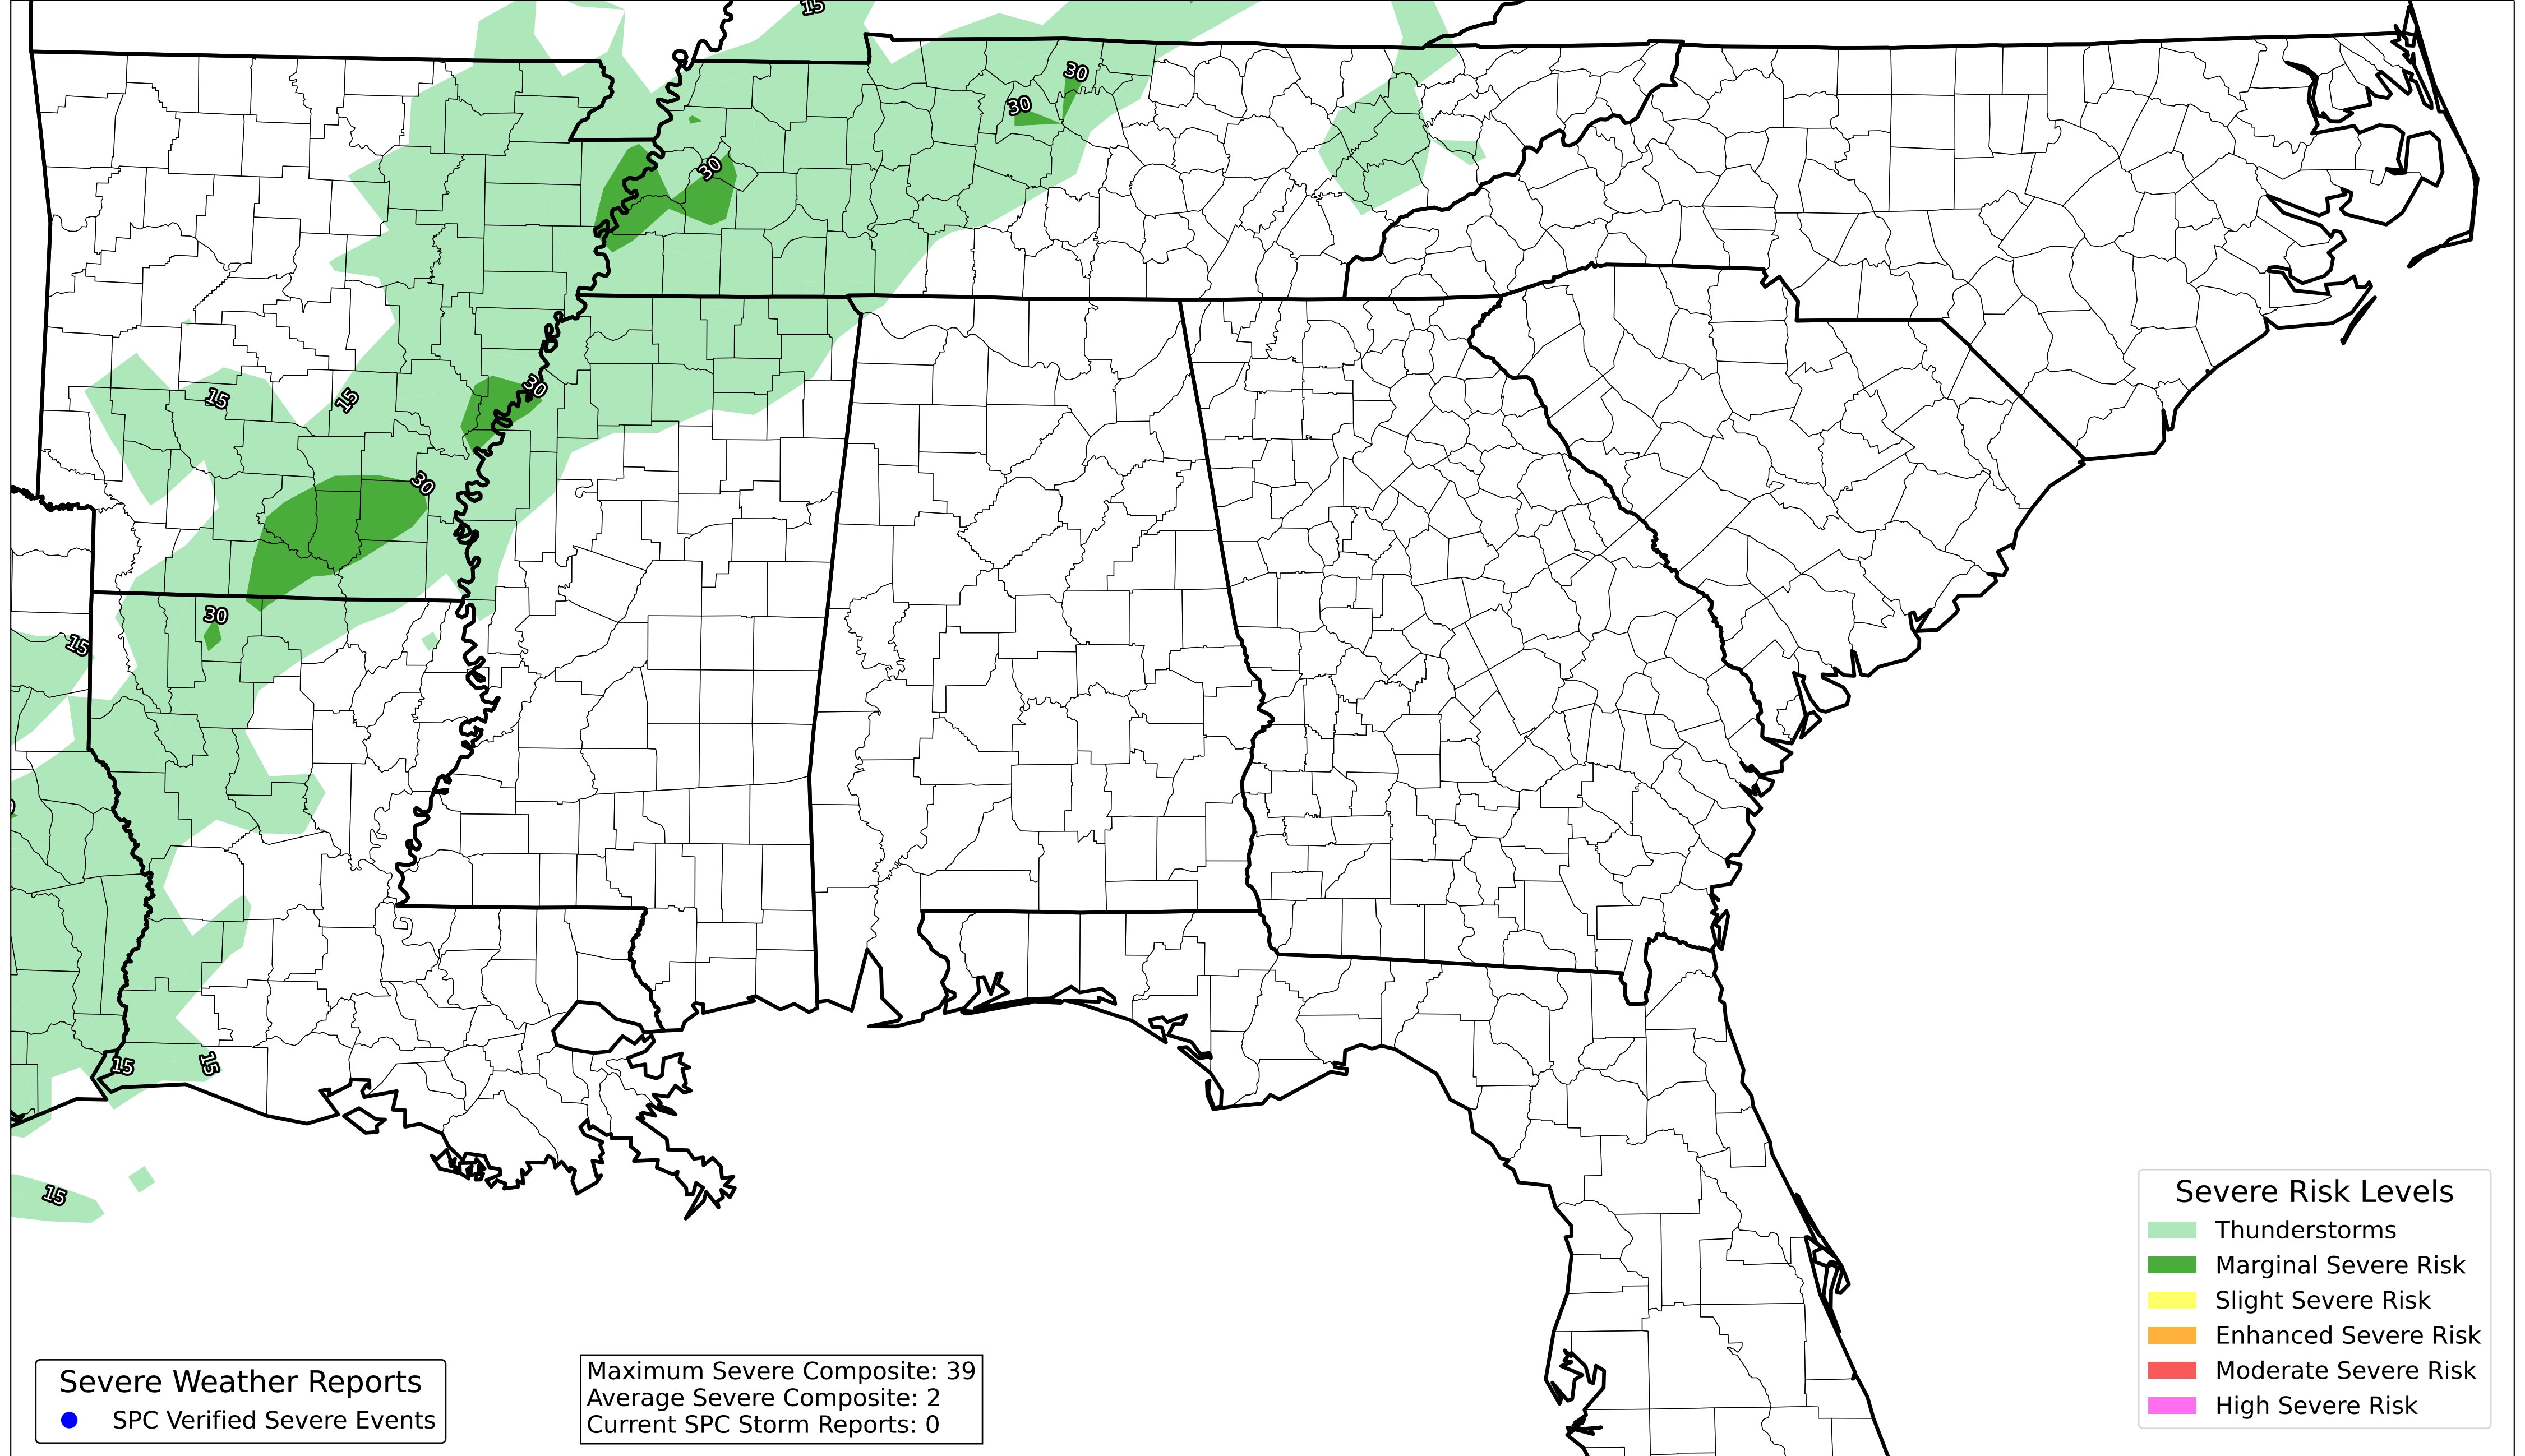 15
30
30
30
30
15
15
30
30
15
15
15
15
Severe Risk Levels
Thunderstorms
Marginal Severe Risk
Slight Severe Risk
Enhanced Severe Risk
Moderate Severe Risk
High Severe Risk
Severe Weather Reports
SPC Verified Severe Events
Maximum Severe Composite: 39
Average Severe Composite: 2
Current SPC Storm Reports: 0